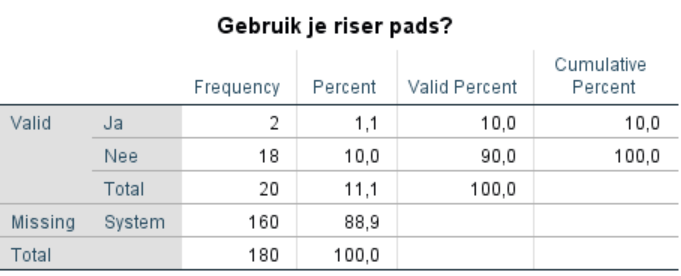 Gebruik je riser pads?
Frequency Percent Valid Percent Cumulative Percent
Valid Ja 2 1,1 10,0 10,0
Nee 18 10,0 90,0 100,0
Total 20 11,1 100,0
Missing System 160 88,9
Total 180 100,0